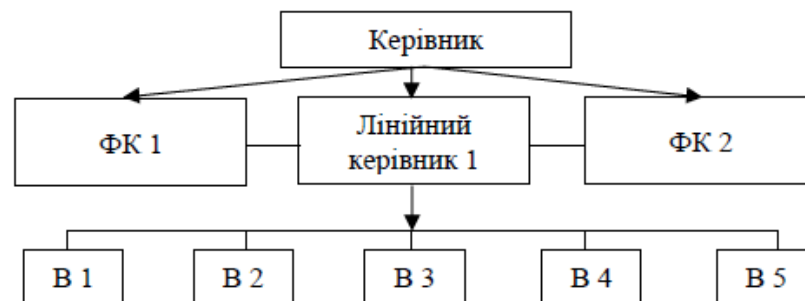 Керівник
ФК 1
Лінійний
керівник 1
ФК 2
В 1
В 2
В 3
В 4
В 5